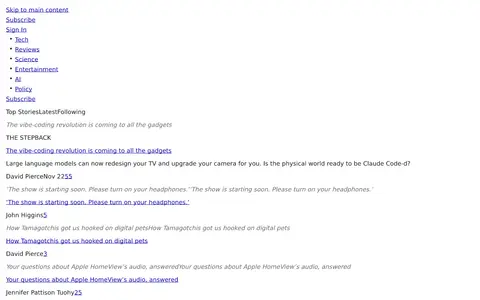 Skip to main content
Subscribe
Sign In
• Tech
• Reviews
• Science
• Entertainment
• AI
• Policy
Subscribe
Top StoriesLatestFollowing
The vibe-coding revolution is coming to all the gadgets
THE STEPBACK
The vibe-coding revolution is coming to all the gadgets
Large language models can now redesign your TV and upgrade your camera for you. Is the physical world ready to be Claude Code-d?
David PierceNov 2255
‘The show is starting soon. Please turn on your headphones.’‘The show is starting soon. Please turn on your headphones.’
‘The show is starting soon. Please turn on your headphones.’
John Higgins5
How Tamagotchis got us hooked on digital petsHow Tamagotchis got us hooked on digital pets
How Tamagotchis got us hooked on digital pets
David Pierce3
Your questions about Apple HomeView’s audio, answeredYour questions about Apple HomeView’s audio, answered
Your questions about Apple HomeView’s audio, answered
Jennifer Pattison Tuohy25